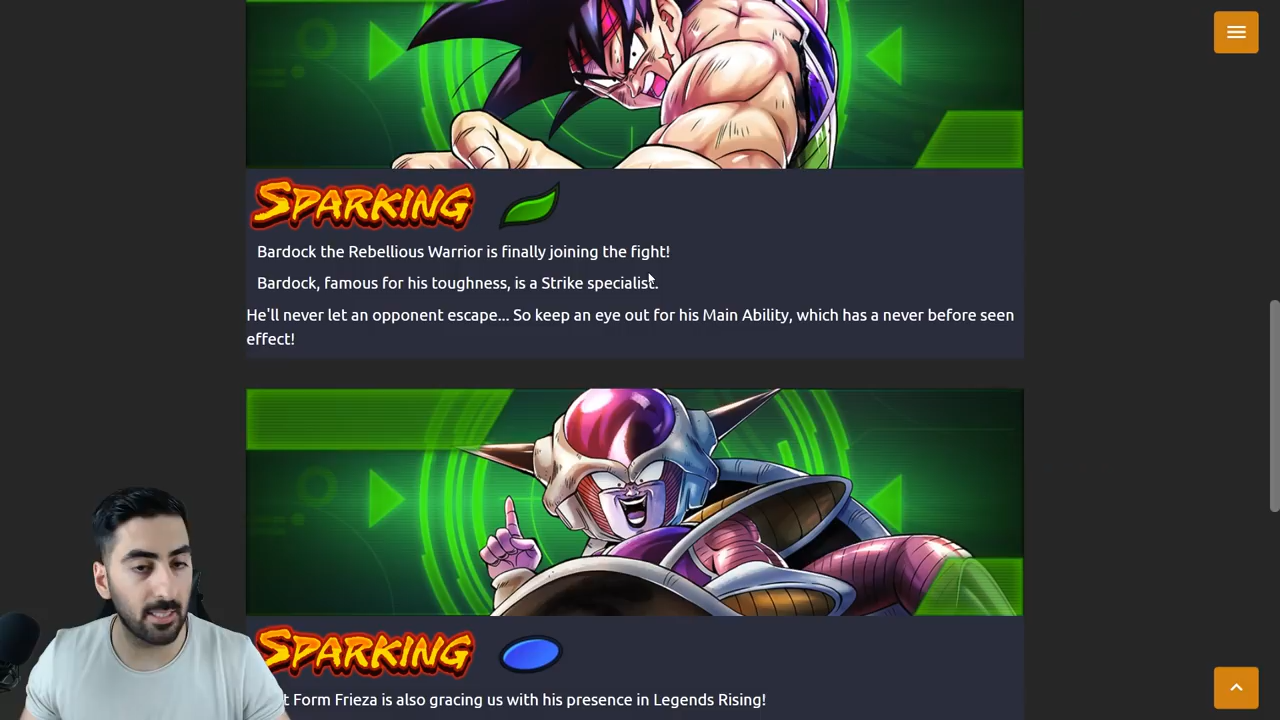 SPARKING
Bardock the Rebellious Warrior is finally joining the fight!
Bardock, famous for his toughness, is a Strike specialist.
He'll never let an opponent escape... So keep an eye out for his Main Ability, which has a never before seen
effect!
SPARKING
Form Frieza is also gracing us with his presence in Legends Rising!